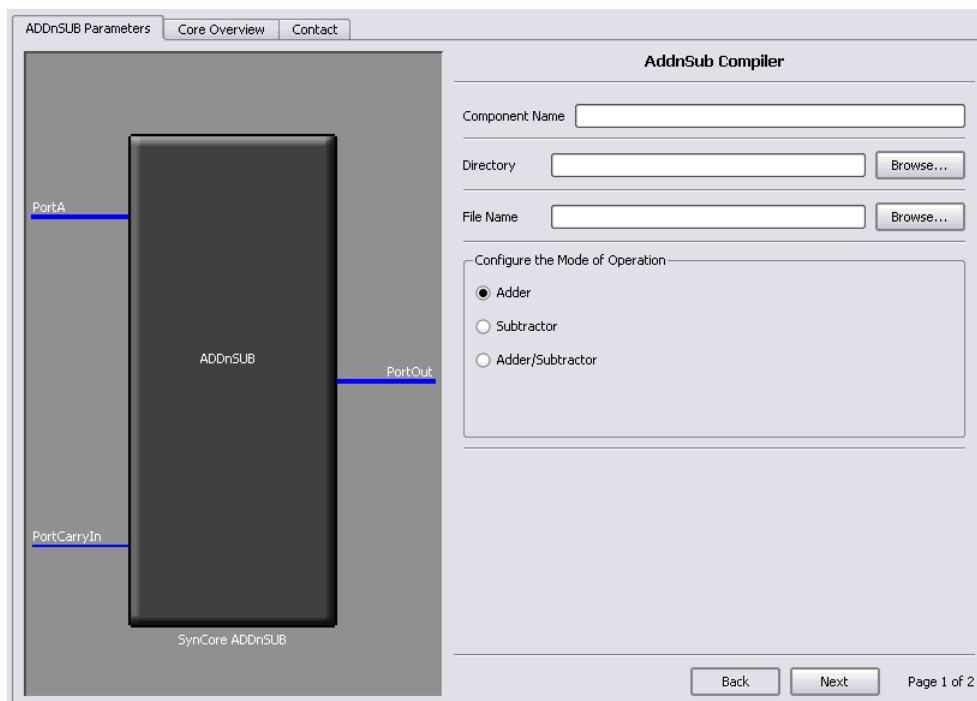 ADDnSUB Parameters
Core Overview
Contact
PortA
ADDnSUB
PortOut
PortCarryIn
SynCore ADDnSUB
AddnSub Compiler
Component Name
Directory
Browse...
File Name
Browse...
Configure the Mode of Operation
Adder
Subtractor
Adder/Subtractor
Back
Next
Page 1 of 2